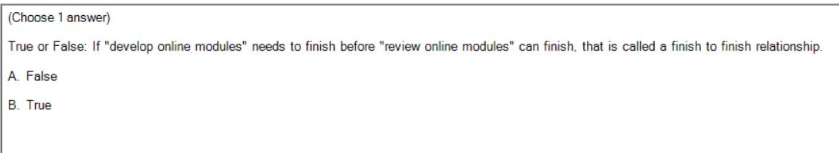 (Choose 1 answer)
True or False: If "develop online modules" needs to finish before "review online modules" can finish, that is called a finish to finish relationship.
A. False
B. True